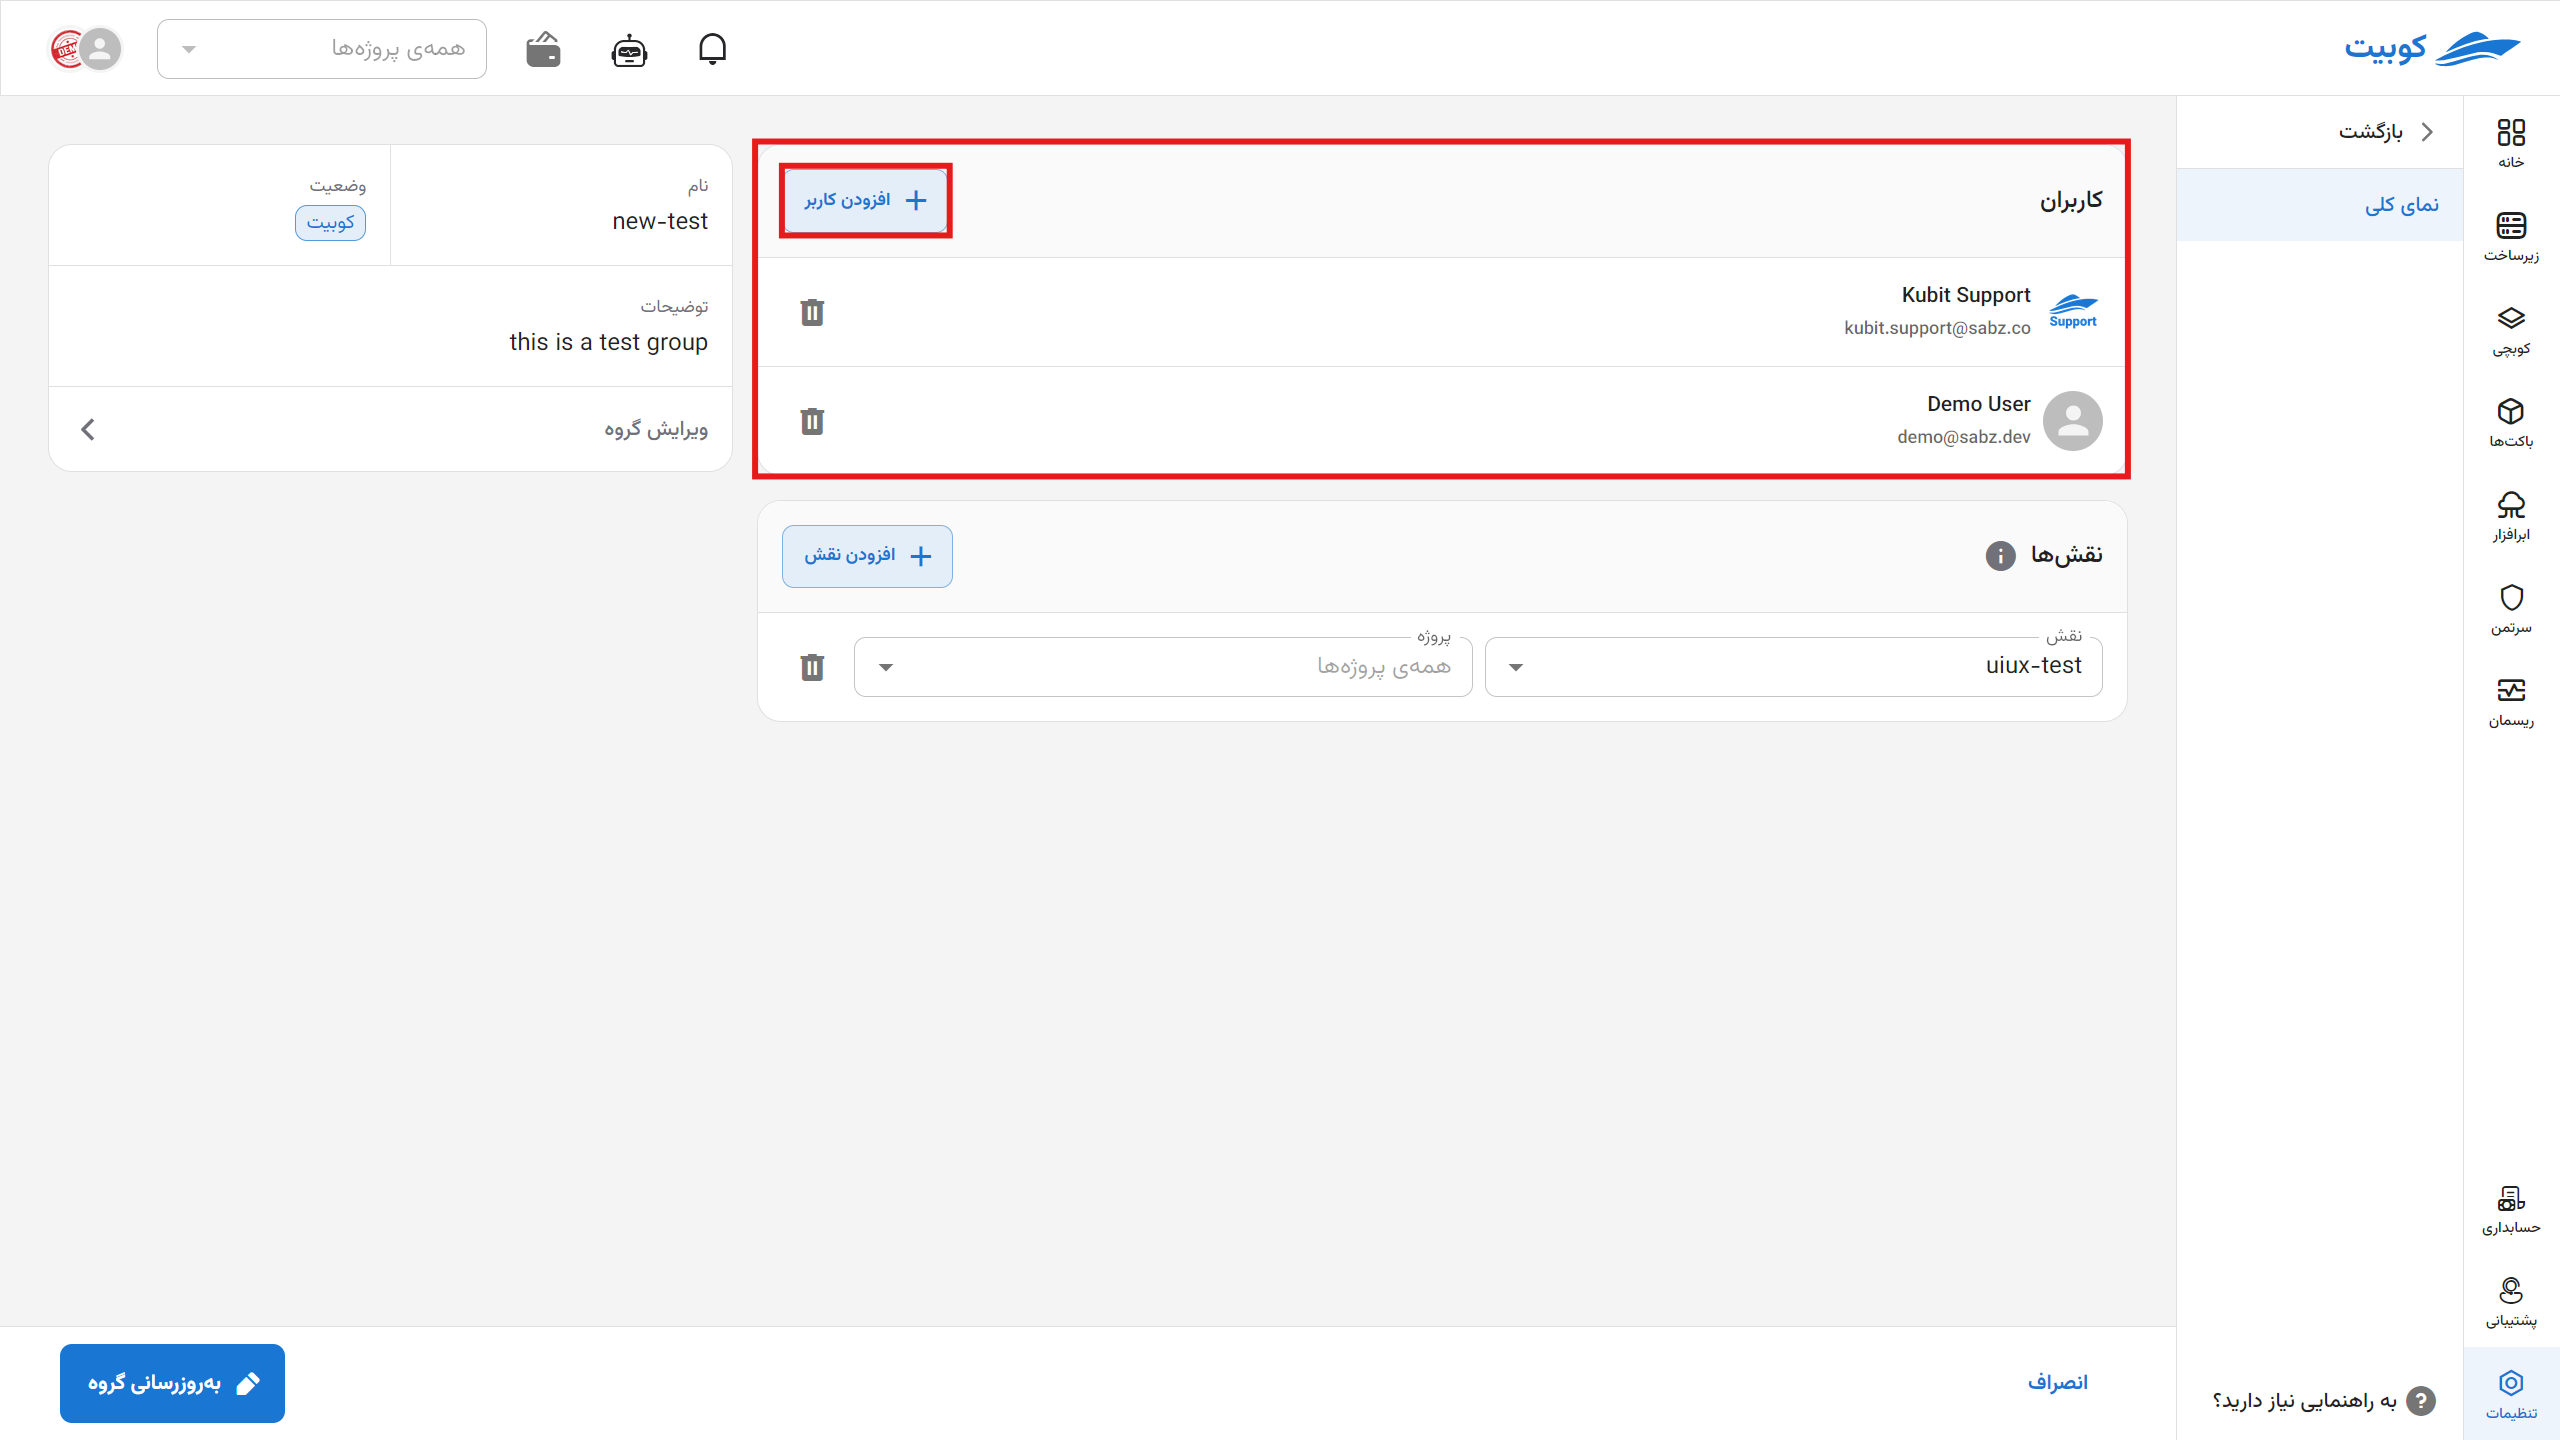 کوبیت
همه‌ی پروژه‌ها
خانه
زیرساخت
کوبچی
باکت‌ها
ابرافزار
سرتمن
ریسمان
حسابداری
پشتیبانی
تنظیمات
بازگشت
نمای کلی
به راهنمایی نیاز دارید؟
کاربران
افزودن کاربر
Kubit Support
kubit.support@sabz.co
Support
Demo User
demo@sabz.dev
نقش‌ها
افزودن نقش
نقش
uiux-test
پروژه
همه‌ی پروژه‌ها
نام
new-test
وضعیت
کوبیت
توضیحات
this is a test group
ویرایش گروه
انصراف
به‌روزرسانی گروه